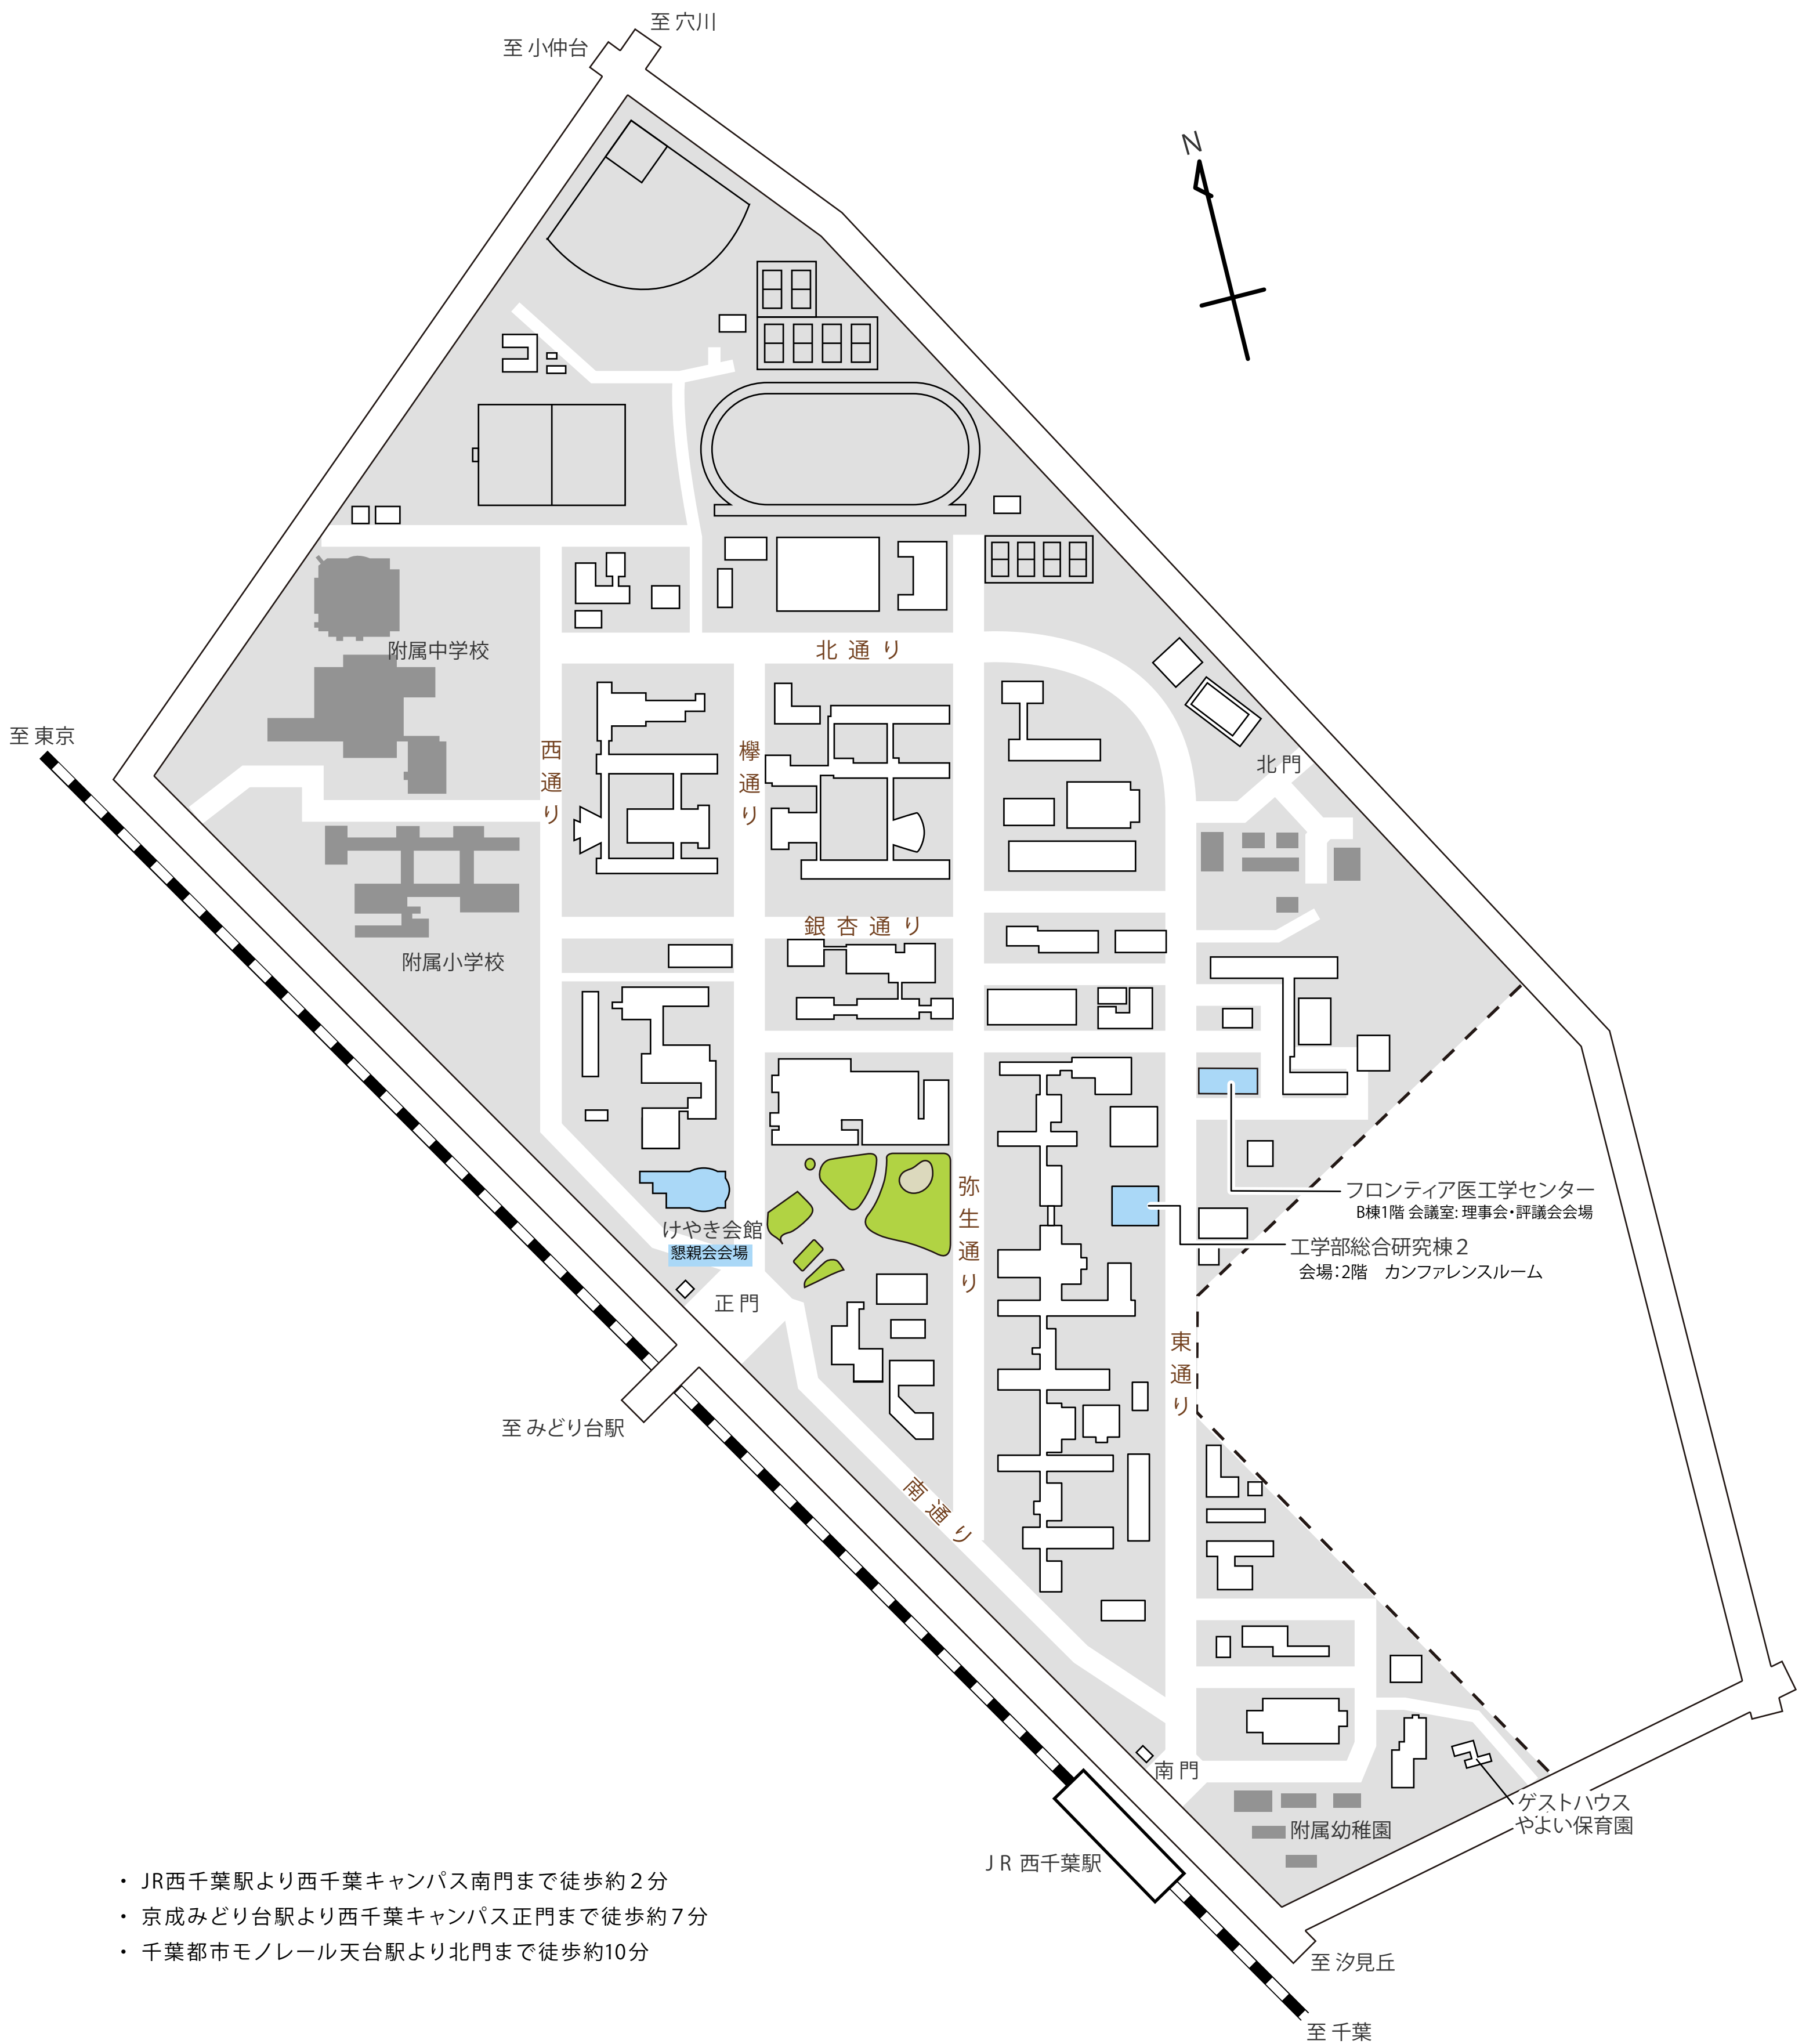 至 穴川
至 小仲台
N
附属中学校
北通り
至 東京
西通り
欅通り
北門
銀杏通り
附属小学校
弥生通り
フロンティア医工学センター
B棟1階 会議室: 理事会・評議会会場
けやき会館
懇親会会場
工学部総合研究棟２
会場：2階　カンファレンスルーム
正門
東通り
至 みどり台駅
南通り
南門
ゲストハウス
やよい保育園
附属幼稚園
ＪＲ 西千葉駅
・ JR西千葉駅より西千葉キャンパス南門まで徒歩約２分
・ 京成みどり台駅より西千葉キャンパス正門まで徒歩約７分
・ 千葉都市モノレール天台駅より北門まで徒歩約10分
至 汐見丘
至 千葉